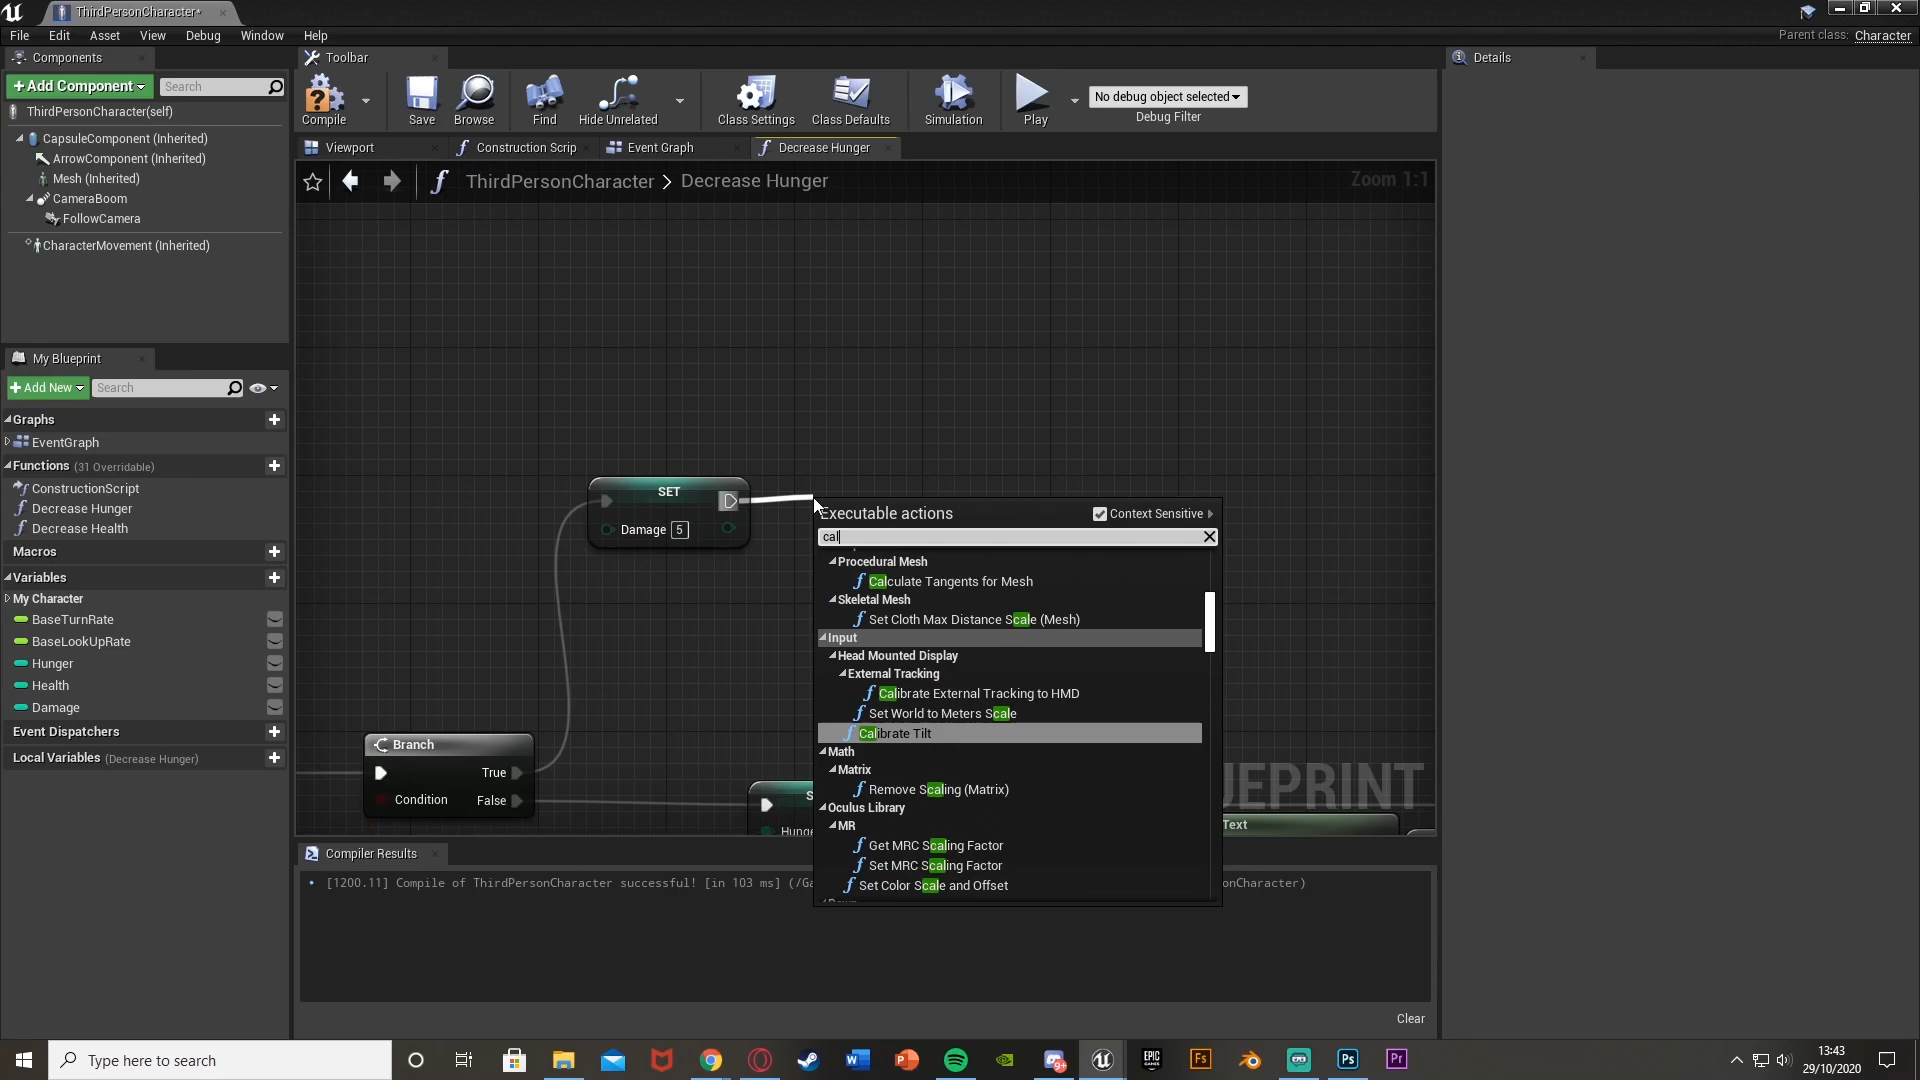 ThirdPersonCharacter*
File Edit Asset View Debug Window Help
Parent class: Character
Components
Toolbar
Details
Add Component
Search
ThirdPersonCharacter(self)
CapsuleComponent (Inherited)
ArrowComponent (Inherited)
Mesh (Inherited)
CameraBoom
FollowCamera
CharacterMovement (Inherited)
Compile
Save
Browse
Find
Hide Unrelated
Class Settings
Class Defaults
Simulation
Play
No debug object selected
Debug Filter
Viewport
Construction Scrip
Event Graph
Decrease Hunger
ThirdPersonCharacter > Decrease Hunger
Zoom 1:1
My Blueprint
Add New
Search
Graphs
EventGraph
Functions (31 Overridable)
ConstructionScript
Decrease Hunger
Decrease Health
Macros
Variables
My Character
BaseTurnRate
BaseLookUpRate
Hunger
Health
Damage
Event Dispatchers
Local Variables (Decrease Hunger)
SET
Damage 5
Branch
True
Condition
False
S
Hunge
Executable actions
Context Sensitive
cal
Procedural Mesh
Calculate Tangents for Mesh
Skeletal Mesh
Set Cloth Max Distance Scale (Mesh)
Input
Head Mounted Display
External Tracking
Calibrate External Tracking to HMD
Set World to Meters Scale
Calibrate Tilt
Math
Matrix
Remove Scaling (Matrix)
Oculus Library
MR
Get MRC Scaling Factor
Set MRC Scaling Factor
Set Color Scale and Offset
EPRINT
Text
Compiler Results
[1200.11] Compile of ThirdPersonCharacter successful! [in 103 ms] (/Ga
onCharacter)
Clear
Type here to search
EPIC GAMES
Fs
Ps
Pr
13:43
29/10/2020